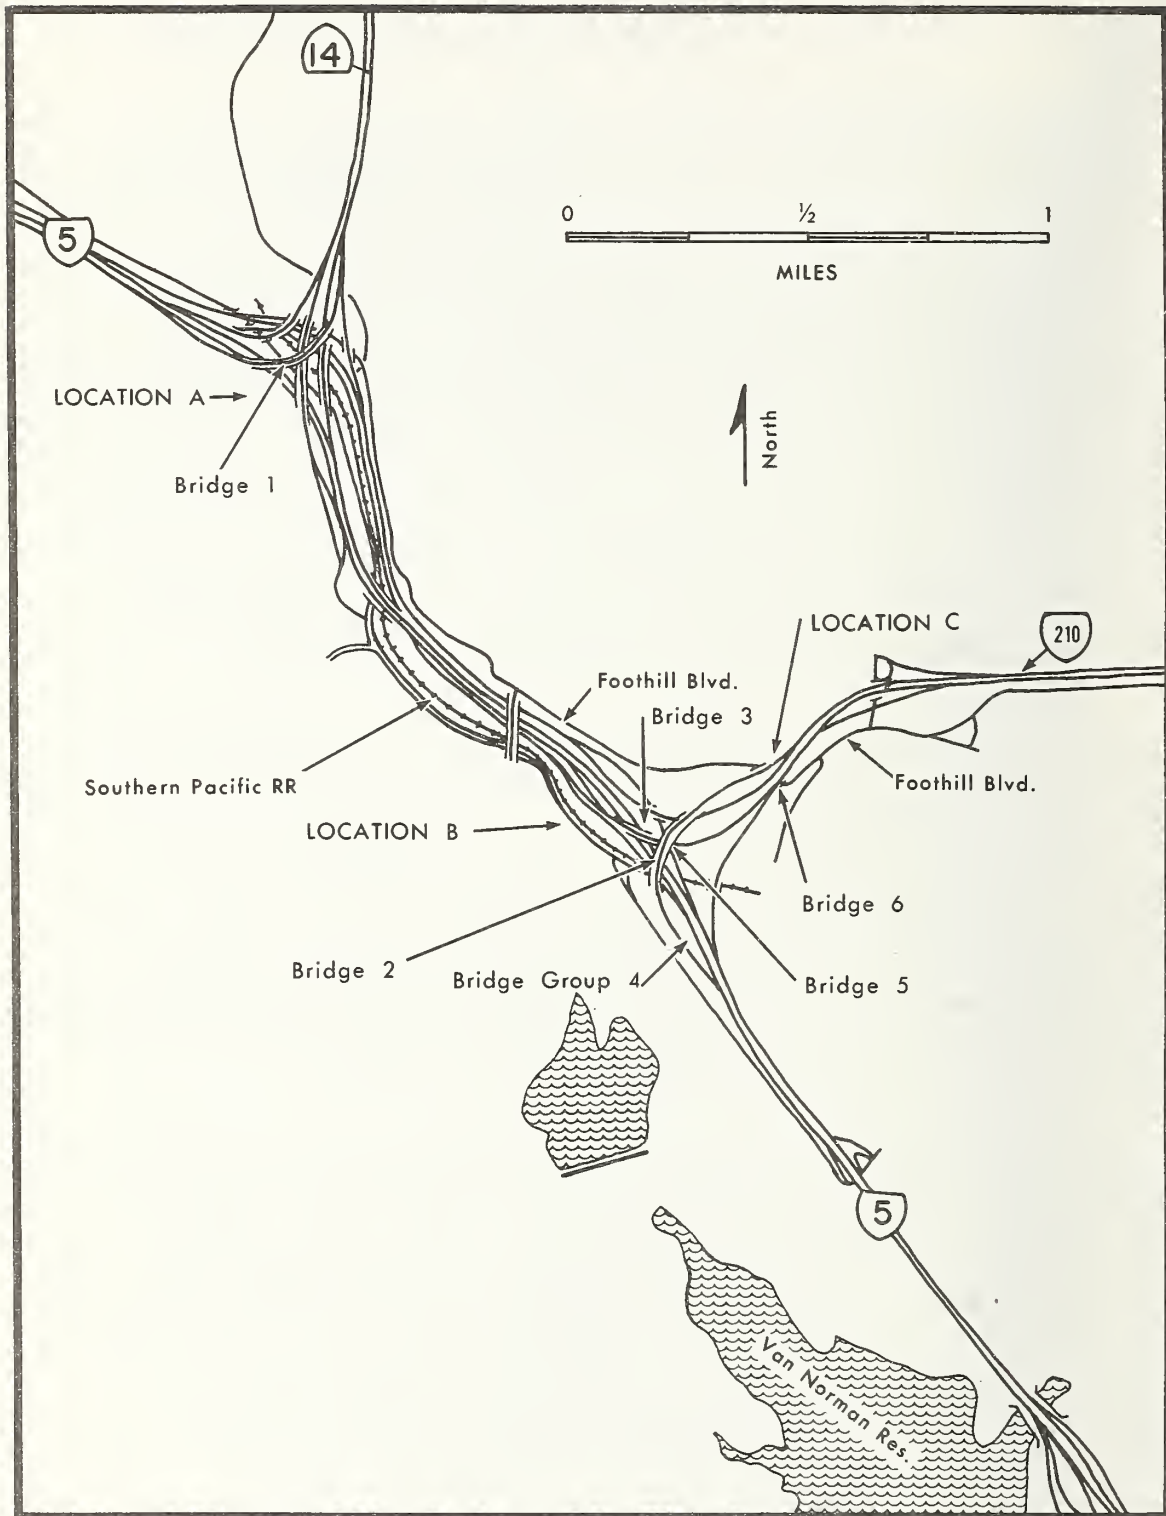 14
5
0 ½ 1
MILES
LOCATION A
North
Bridge 1
LOCATION C
210
Foothill Blvd.
Bridge 3
Southern Pacific RR
Foothill Blvd.
LOCATION B
Bridge 6
Bridge 2
Bridge Group 4
Bridge 5
5
Van Norman Res.